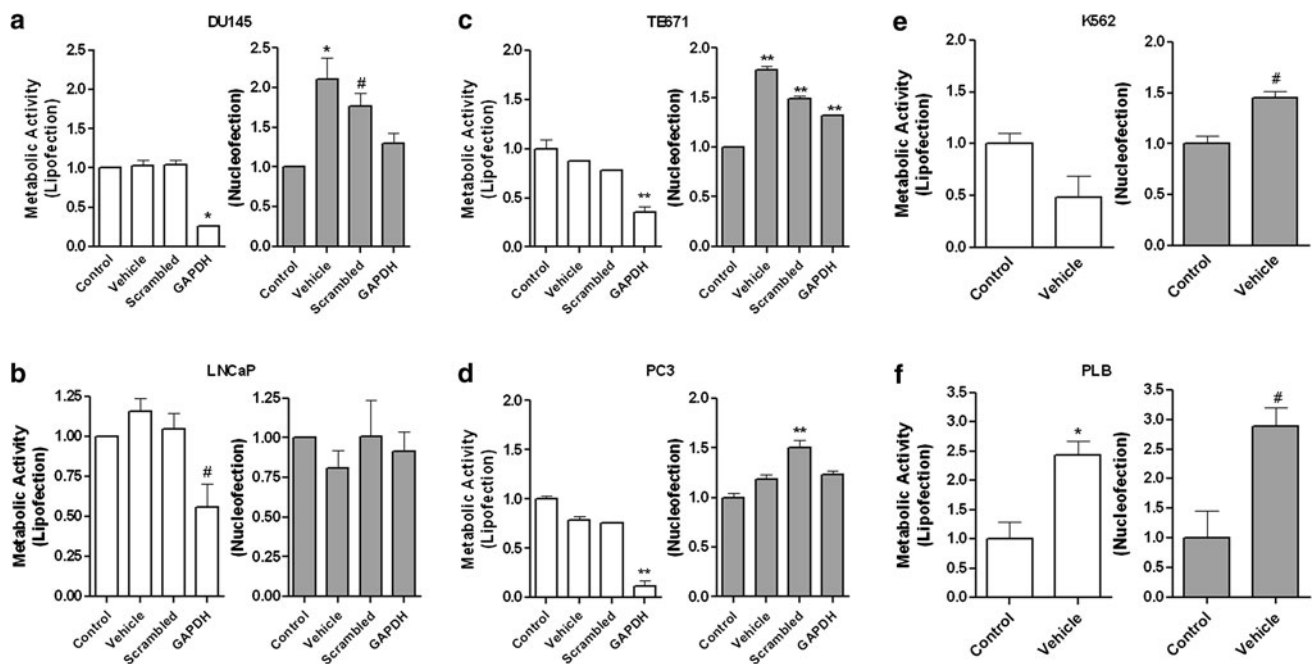 a
DU145
Metabolic Activity
(Lipofection)
2.5
2.0
1.5
1.0
0.5
0.0
*
Control
Vehicle
Scrambled
GAPDH
(Nucleofection)
2.5
2.0
1.5
1.0
0.5
0.0
*
#
Control
Vehicle
Scrambled
GAPDH
c
TE671
Metabolic Activity
(Lipofection)
2.0
1.5
1.0
0.5
0.0
**
Control
Vehicle
Scrambled
GAPDH
(Nucleofection)
2.0
1.5
1.0
0.5
0.0
**
**
**
Control
Vehicle
Scrambled
GAPDH
e
K562
Metabolic Activity
(Lipofection)
2.0
1.5
1.0
0.5
0.0
Control
Vehicle
(Nucleofection)
2.0
1.5
1.0
0.5
0.0
#
Control
Vehicle
b
LNCaP
Metabolic Activity
(Lipofection)
1.25
1.00
0.75
0.50
0.25
0.00
#
Control
Vehicle
Scrambled
GAPDH
(Nucleofection)
1.25
1.00
0.75
0.50
0.25
0.00
Control
Vehicle
Scrambled
GAPDH
d
PC3
Metabolic Activity
(Lipofection)
2.0
1.5
1.0
0.5
0.0
**
Control
Vehicle
Scrambled
GAPDH
(Nucleofection)
2.0
1.5
1.0
0.5
0.0
**
Control
Vehicle
Scrambled
GAPDH
f
PLB
Metabolic Activity
(Lipofection)
3.5
3.0
2.5
2.0
1.5
1.0
0.5
0.0
*
Control
Vehicle
(Nucleofection)
3.5
3.0
2.5
2.0
1.5
1.0
0.5
0.0
#
Control
Vehicle